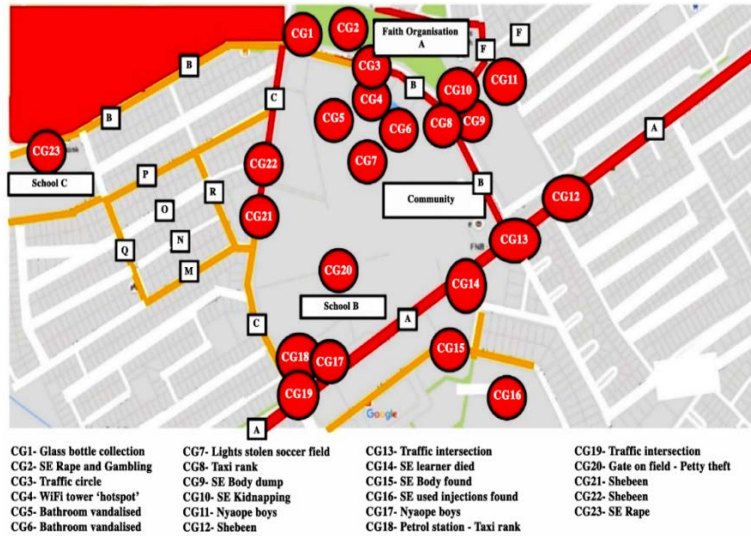 CG1
CG2
Faith Organisation
A
F
F
B
CG3
B
C
CG4
CG10
CG11
B
CG5
CG6
CG8
CG9
A
CG23
School C
CG22
CG7
P
R
B
CG12
Community
O
CG21
Q
N
CG13
FNB
M
CG20
CG14
School B
C
A
CG18
CG17
CG15
CG19
CG16
Google
A
CG1- Glass bottle collection
CG2- SE Rape and Gambling
CG3- Traffic circle
CG4- WiFi tower ‘hotspot’
CG5- Bathroom vandalised
CG6- Bathroom vandalised
CG7- Lights stolen soccer field
CG8- Taxi rank
CG9- SE Body dump
CG10- SE Kidnapping
CG11- Nyaope boys
CG12- Shebeen
CG13- Traffic intersection
CG14- SE learner died
CG15- SE Body found
CG16- SE used injections found
CG17- Nyaope boys
CG18- Petrol station - Taxi rank
CG19- Traffic intersection
CG20- Gate on field - Petty theft
CG21- Shebeen
CG22- Shebeen
CG23- SE Rape